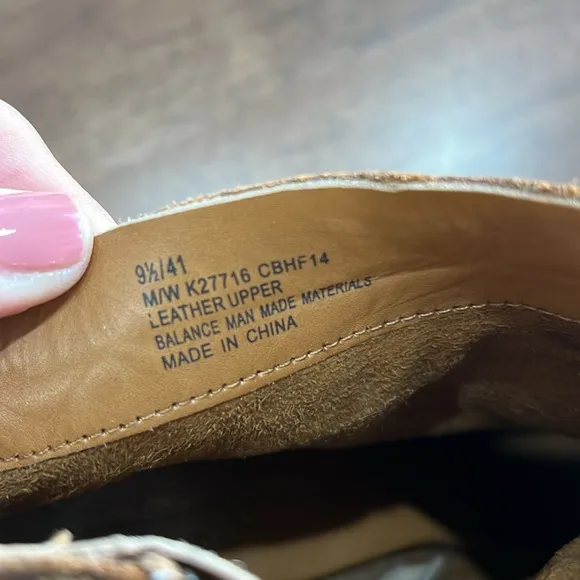 9½/41
M/W K27716 CBHF14
LEATHER UPPER
BALANCE MAN MADE MATERIALS
MADE IN CHINA